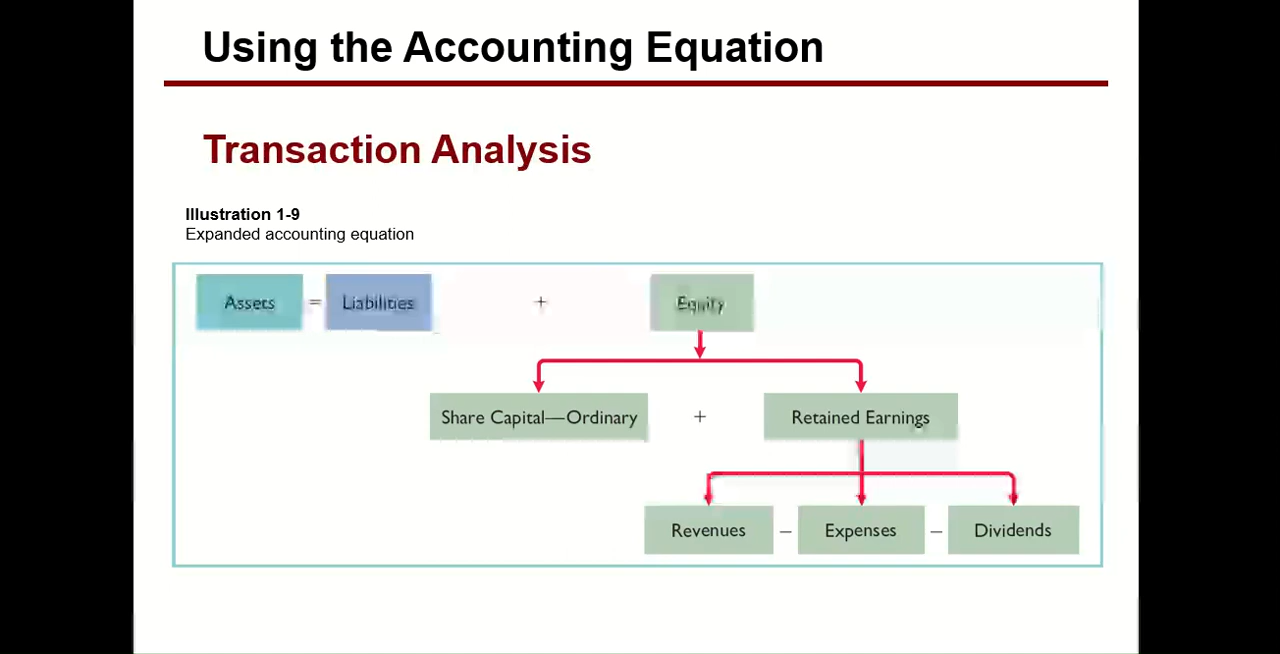 Using the Accounting Equation
Transaction Analysis
Illustration 1-9
Expanded accounting equation
Assets = Liabilities + Equity
Share Capital—Ordinary + Retained Earnings
Revenues – Expenses – Dividends